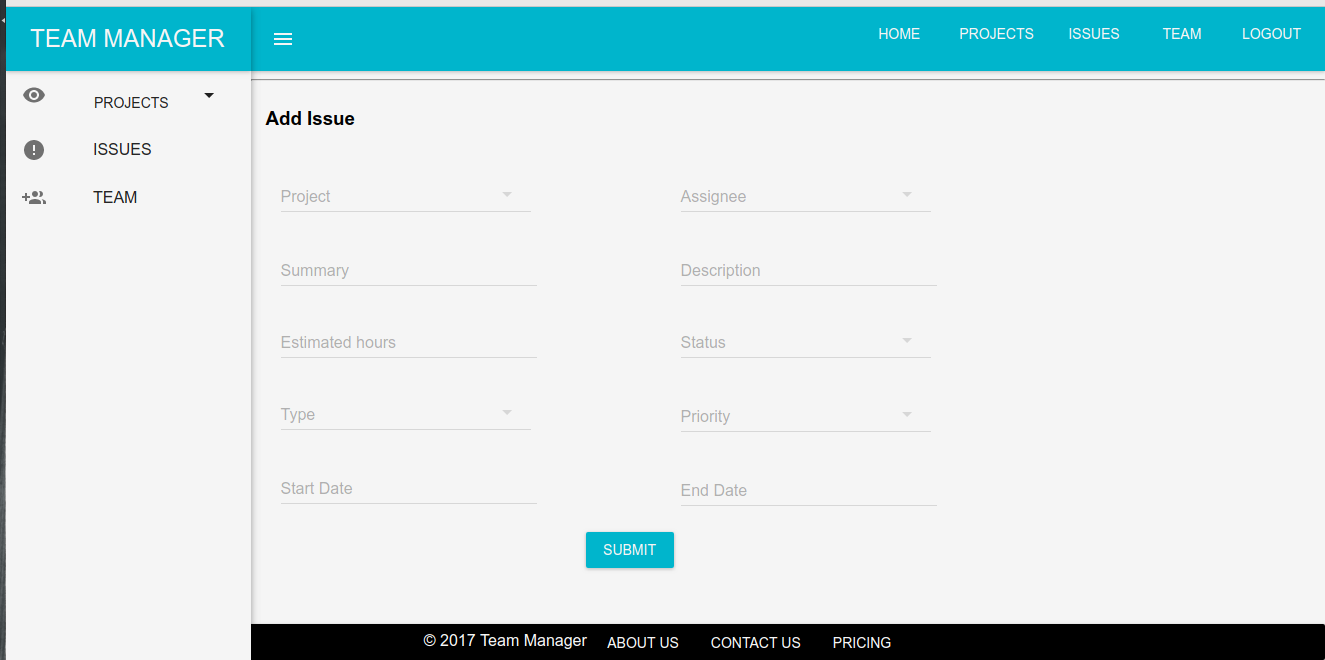 TEAM MANAGER
HOME PROJECTS ISSUES TEAM LOGOUT
PROJECTS
ISSUES
TEAM
Add Issue
Project Assignee
Summary Description
Estimated hours Status
Type Priority
Start Date End Date
SUBMIT
© 2017 Team Manager ABOUT US CONTACT US PRICING